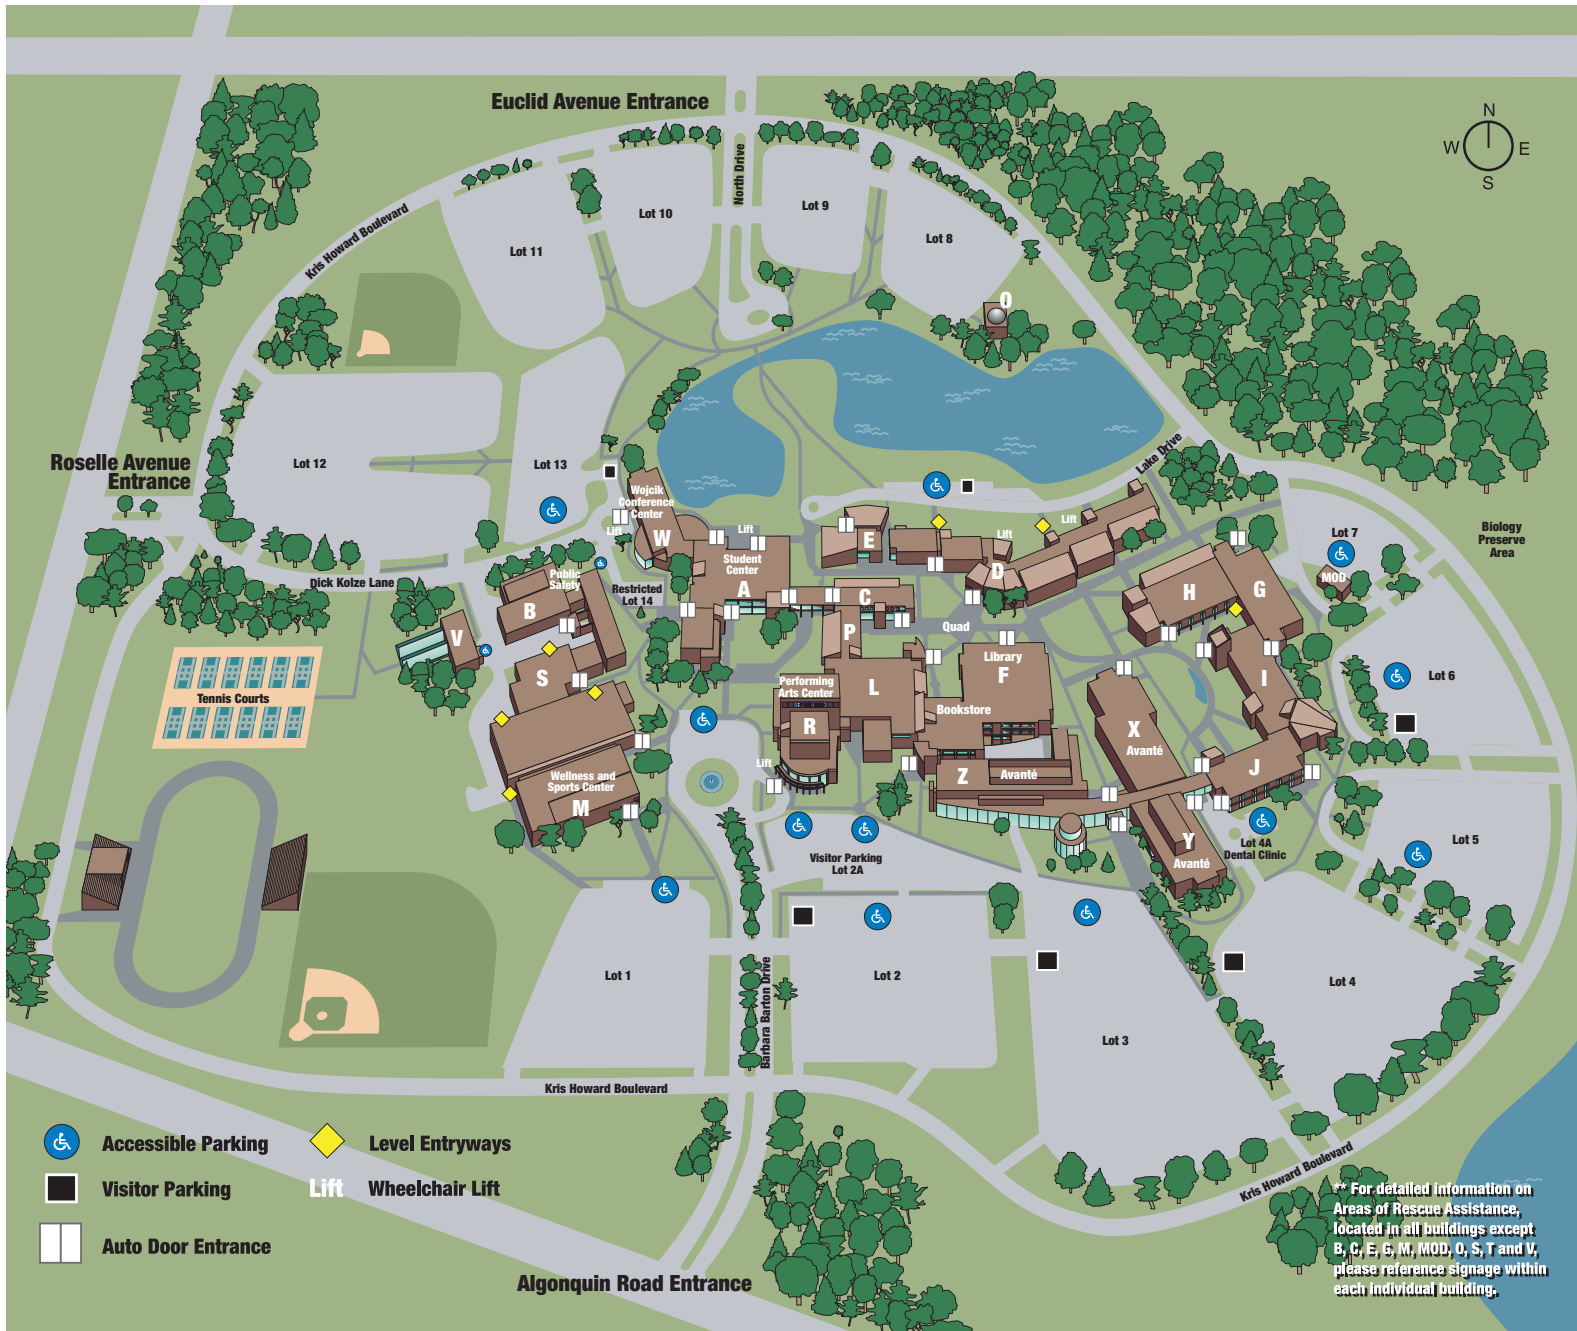 Euclid Avenue Entrance
N
W E
S
North Drive
Kris Howard Boulevard
Lot 10
Lot 9
Lot 8
Lot 11
O
Lake Drive
Roselle Avenue
Entrance
Lot 12
Lot 13
Wojcik
Conference
Center
W
Lift
Lift
Student
Center
A
E
Lift
Lift
D
Lot 7
MOD
Biology
Preserve
Area
Dick Kolze Lane
Public
Safety
B
Restricted
Lot 14
C
P
Quad
H
G
V
S
Library
F
L
I
Lot 6
Tennis Courts
Performing
Arts Center
R
Bookstore
X
Avanté
Lift
Wellness and
Sports Center
M
Z
Avanté
J
Y
Avanté
Lot 4A
Dental Clinic
Lot 5
Visitor Parking
Lot 2A
Lot 1
Lot 2
Lot 3
Lot 4
Barbara Barton Drive
Kris Howard Boulevard
Kris Howard Boulevard
Accessible Parking
Level Entryways
Visitor Parking
Lift Wheelchair Lift
Auto Door Entrance
Algonquin Road Entrance
** For detailed information on
Areas of Rescue Assistance,
located in all buildings except
B, C, E, G, M, MOD, O, S, T and V,
please reference signage within
each individual building.